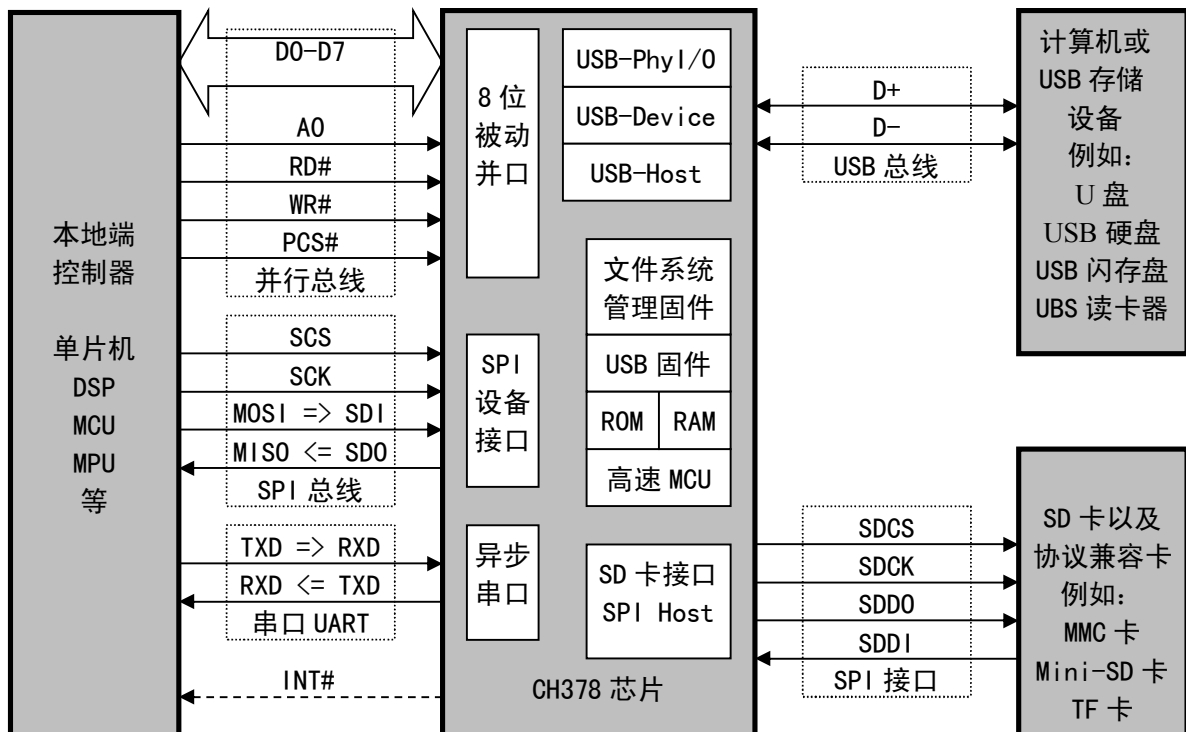 本地端
控制器
单片机
DSP
MCU
MPU
等
D0-D7
A0
RD#
WR#
PCS#
并行总线
SCS
SCK
MOSI => SDI
MISO <= SDO
SPI 总线
TXD => RXD
RXD <= TXD
串口 UART
INT#
8 位
被动
并口
SPI
设备
接口
异步
串口
USB-PhyI/O
USB-Device
USB-Host
文件系统
管理固件
USB 固件
ROM
RAM
高速 MCU
SD 卡接口
SPI Host
CH378 芯片
D+
D-
USB 总线
SDCS
SDCK
SDDO
SDDI
SPI 接口
计算机或
USB 存储
设备
例如:
U 盘
USB 硬盘
USB 闪存盘
UBS 读卡器
SD 卡以及
协议兼容卡
例如:
MMC 卡
Mini-SD 卡
TF 卡